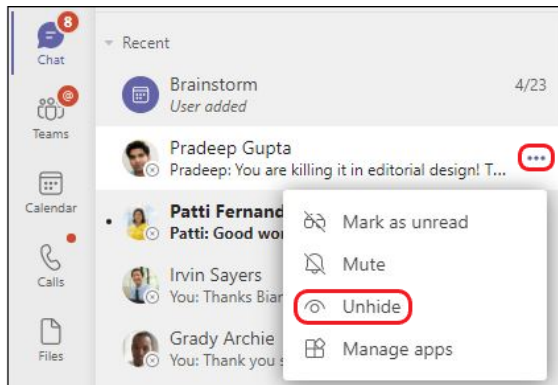 8
Chat
Teams
Calendar
Calls
Files
Recent
Brainstorm 4/23
User added
Pradeep Gupta
Pradeep: You are killing it in editorial design! T...
Patti Fernand
Patti: Good wor
Irvin Sayers
You: Thanks Bian
Grady Archie
You: Thank you s
Mark as unread
Mute
Unhide
Manage apps